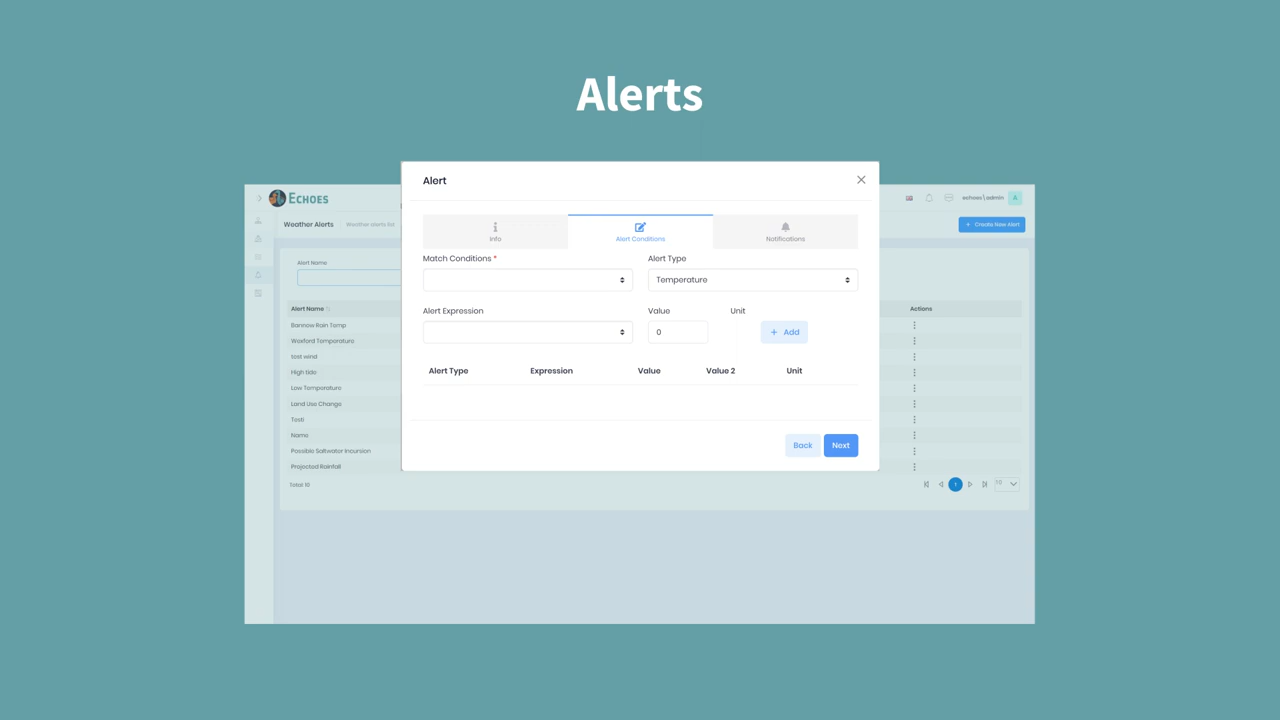 Alerts
Alert
ECHOES
echoes\admin
A
Weather Alerts
Weather alerts list
+ Create New Alert
Info
Alert Conditions
Notifications
Match Conditions *
Alert Type
Alert Name
Temperature
Alert Expression
Value
Unit
Alert Name
Actions
Bannow Rain Temp
0
+ Add
Wexford Temperature
test wind
High tide
Alert Type
Expression
Value
Value 2
Unit
Low Temperature
Land Use Change
Name
Back
Next
Possible Saltwater Incursion
Projected Rainfall
Total 10
1
10